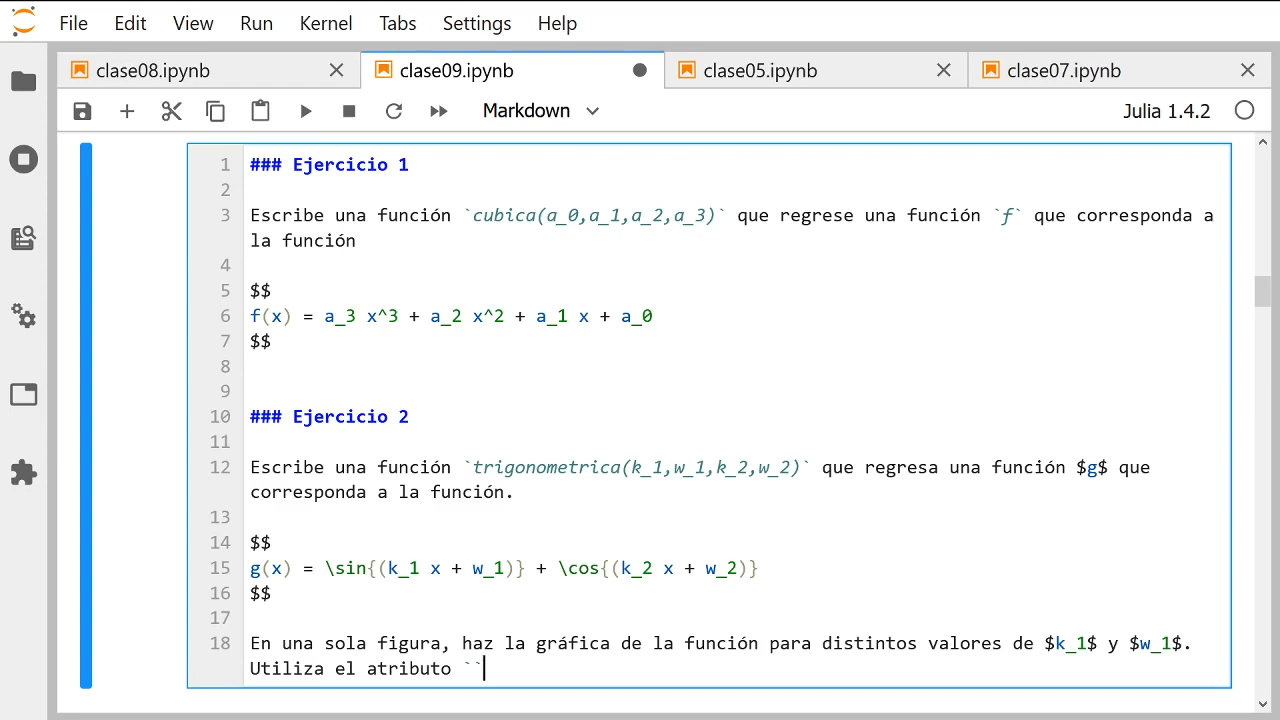 File Edit View Run Kernel Tabs Settings Help
clase08.ipynb clase09.ipynb clase05.ipynb clase07.ipynb
Markdown Julia 1.4.2
1 ### Ejercicio 1
2
3 Escribe una función `cubica(a_0,a_1,a_2,a_3)` que regrese una función `f` que corresponda a
la función
4
5 $$
6 f(x) = a_3 x^3 + a_2 x^2 + a_1 x + a_0
7 $$
8
9
10 ### Ejercicio 2
11
12 Escribe una función `trigonometrica(k_1,w_1,k_2,w_2)` que regresa una función $g$ que
corresponda a la función.
13
14 $$
15 g(x) = \sin{(k_1 x + w_1)} + \cos{(k_2 x + w_2)}
16 $$
17
18 En una sola figura, haz la gráfica de la función para distintos valores de $k_1$ y $w_1$.
Utiliza el atributo ``